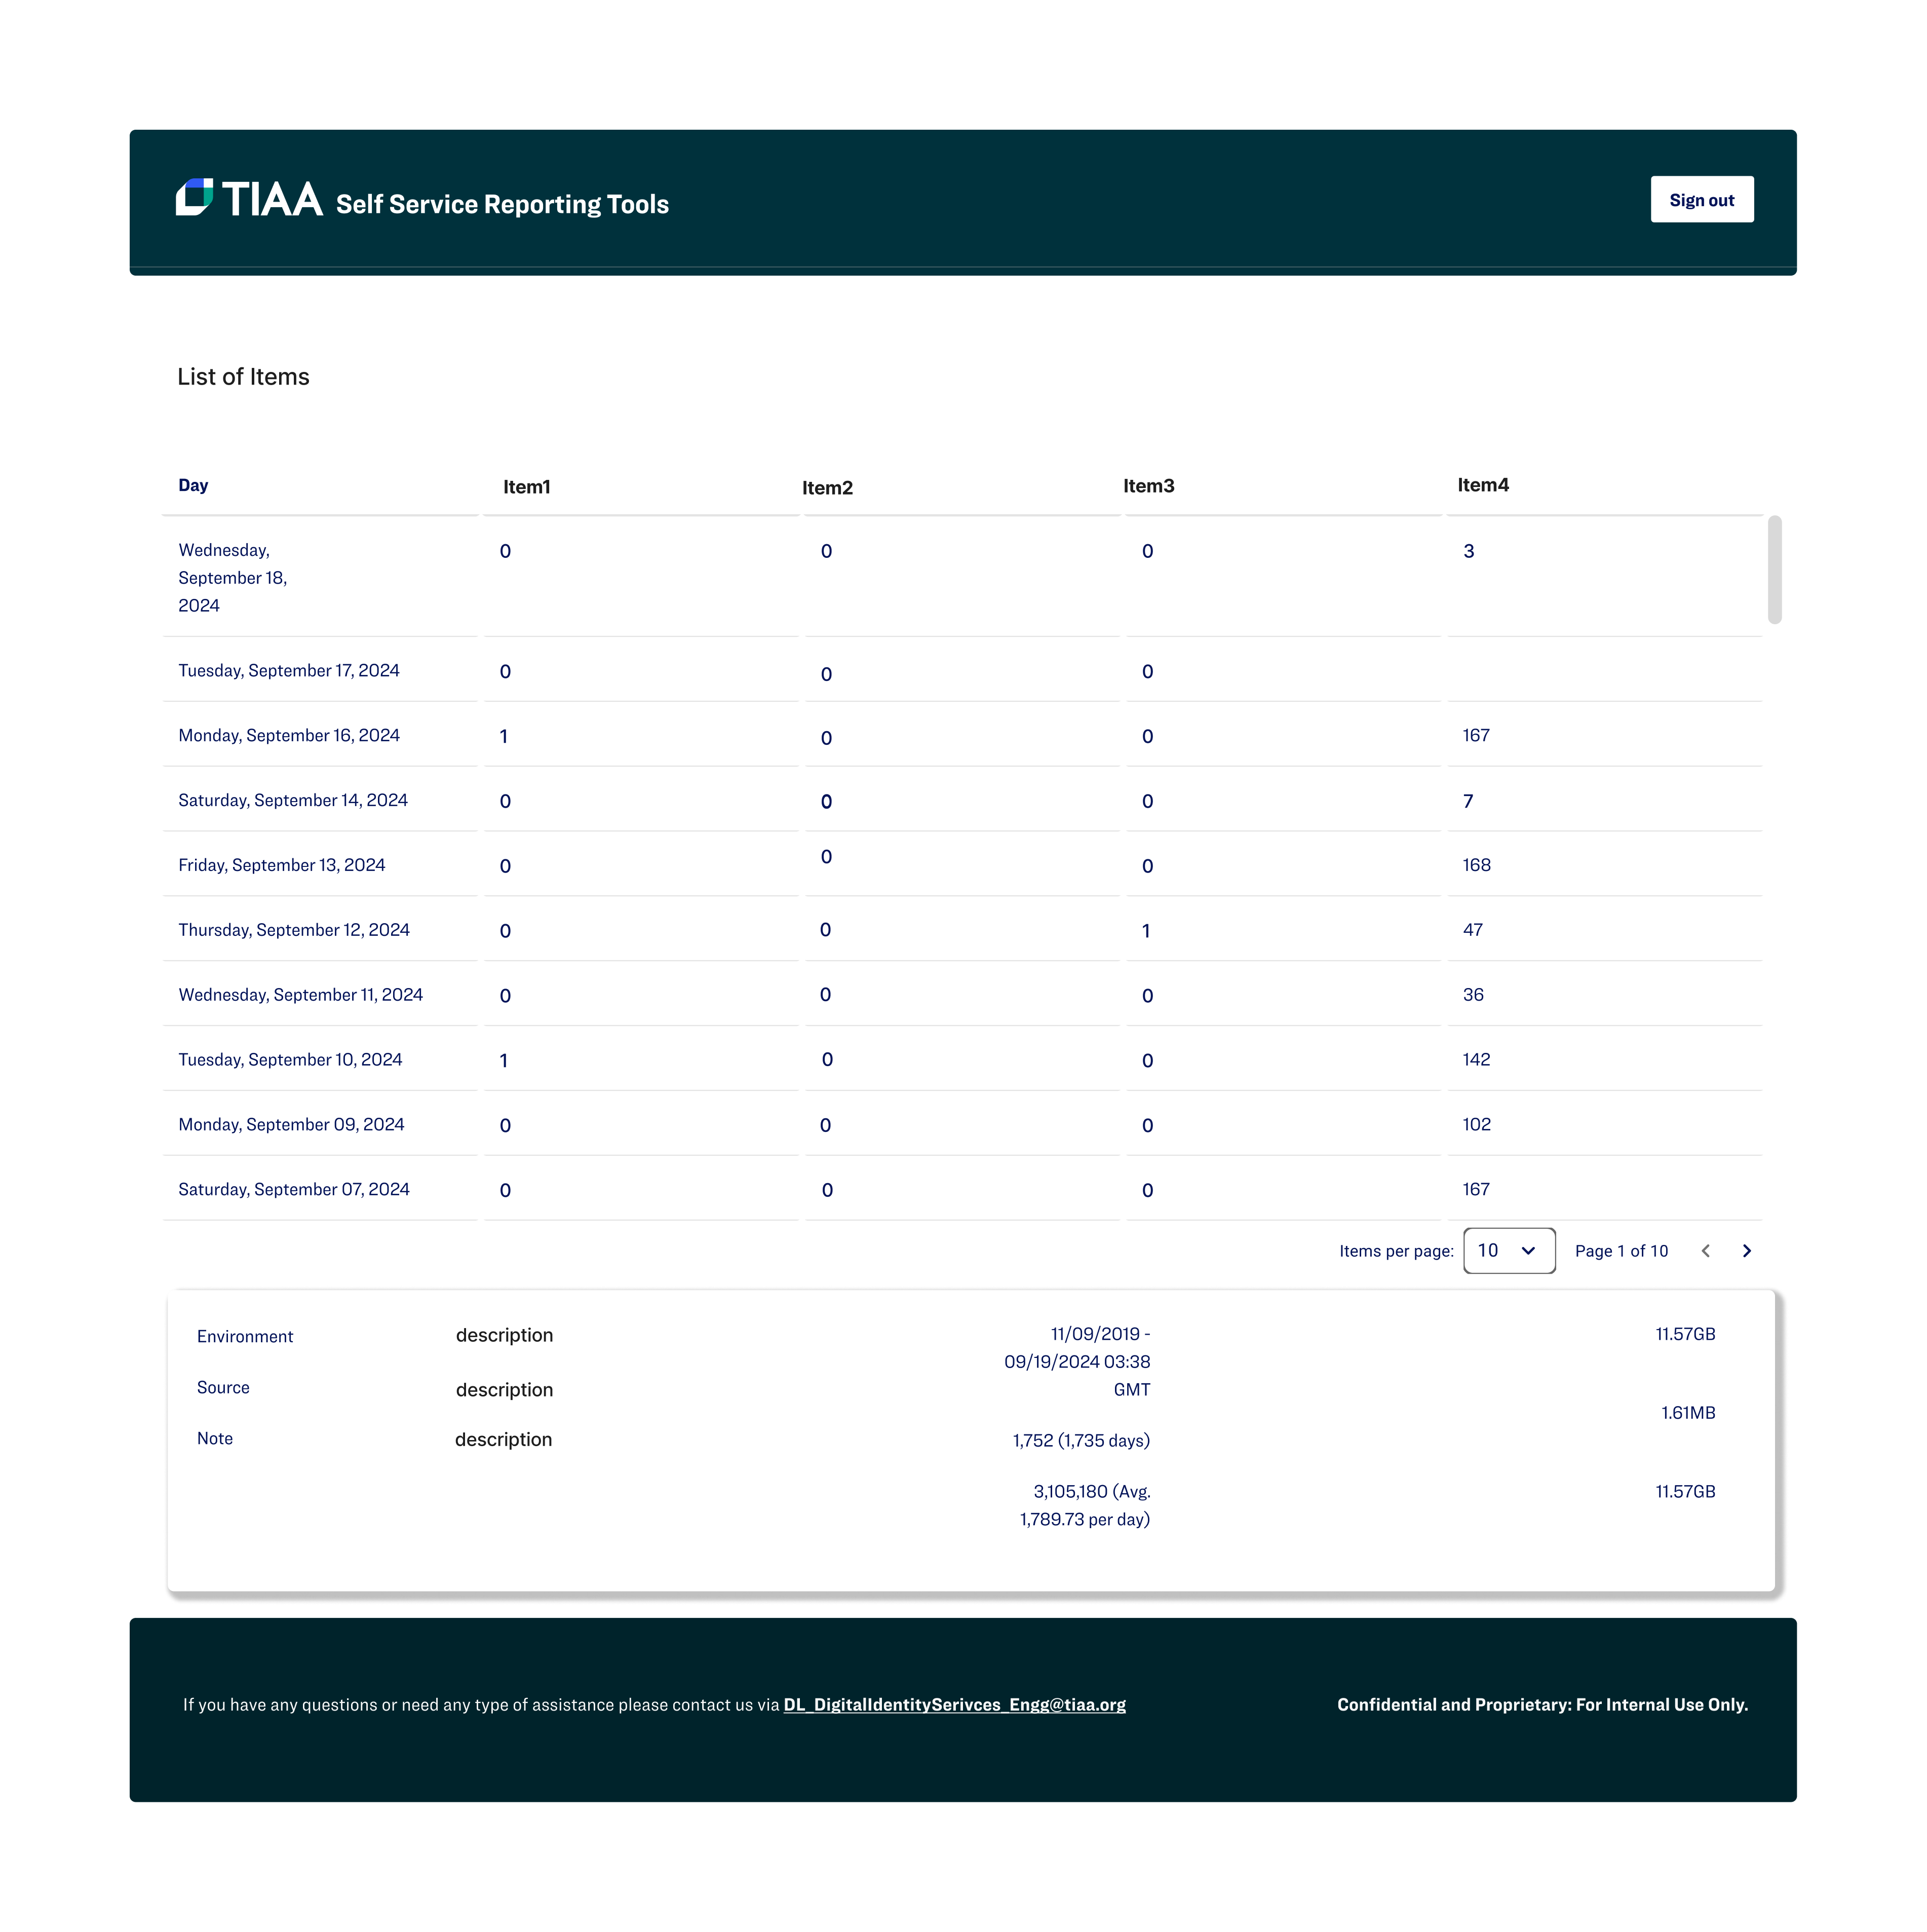 TIAA Self Service Reporting Tools
Sign out
List of Items
Day Item1 Item2 Item3 Item4
Wednesday, 0 0 0 3
September 18,
2024
Tuesday, September 17, 2024 0 0 0
Monday, September 16, 2024 1 0 0 167
Saturday, September 14, 2024 0 0 0 7
Friday, September 13, 2024 0 0 0 168
Thursday, September 12, 2024 0 0 1 47
Wednesday, September 11, 2024 0 0 0 36
Tuesday, September 10, 2024 1 0 0 142
Monday, September 09, 2024 0 0 0 102
Saturday, September 07, 2024 0 0 0 167
Items per page: 10 Page 1 of 10
Environment description
Source description
Note description
11/09/2019 -
09/19/2024 03:38
GMT
1,752 (1,735 days)
3,105,180 (Avg.
1,789.73 per day)
11.57GB
1.61MB
11.57GB
If you have any questions or need any type of assistance please contact us via DL_DigitalIdentitySerivces_Engg@tiaa.org
Confidential and Proprietary: For Internal Use Only.